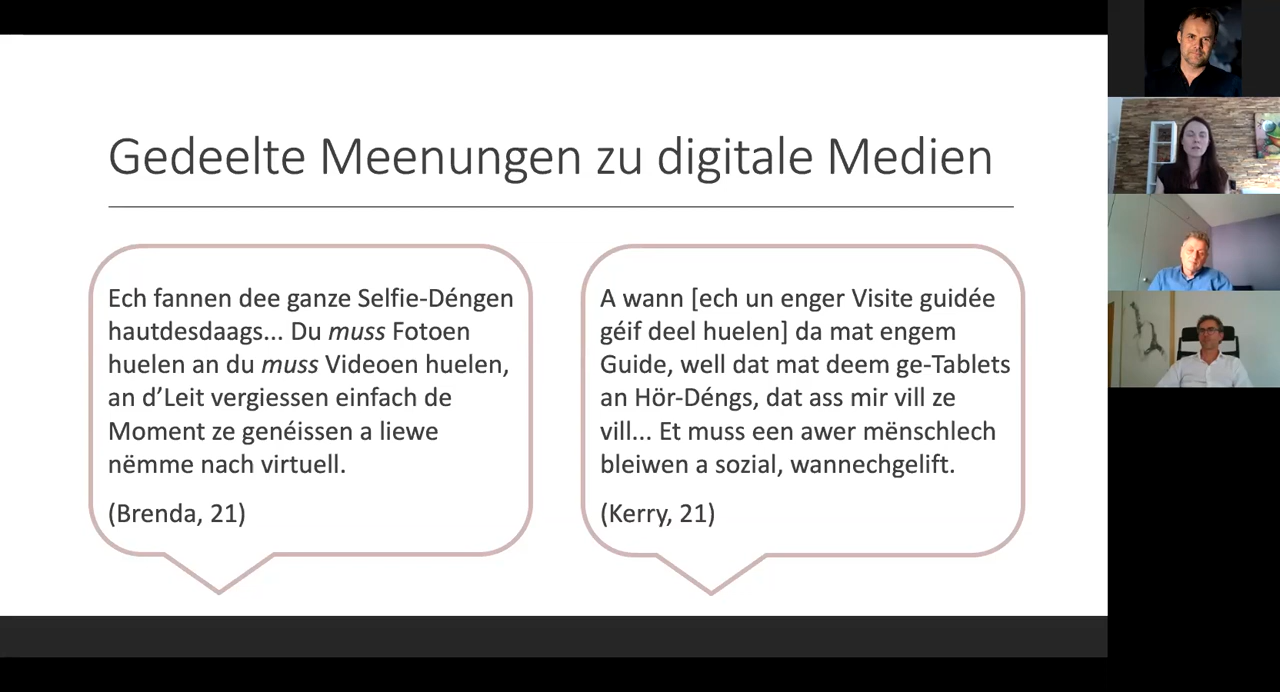 Gedeelte Meenungen zu digitale Medien
Ech fannen dee ganze Selfie-Déngen
hautdesdaags... Du muss Fotoen
huelen an du muss Videoen huelen,
an d’Leit vergiessen einfach de
Moment ze genéissen a liewe
nëmme nach virtuell.
(Brenda, 21)
A wann [ech un enger Visite guidée
géif deel huelen] da mat engem
Guide, well dat mat deem ge-Tablets
an Hör-Déngs, dat ass mir vill ze
vill... Et muss een awer mënschlech
bleiwen a sozial, wannechgelift.
(Kerry, 21)